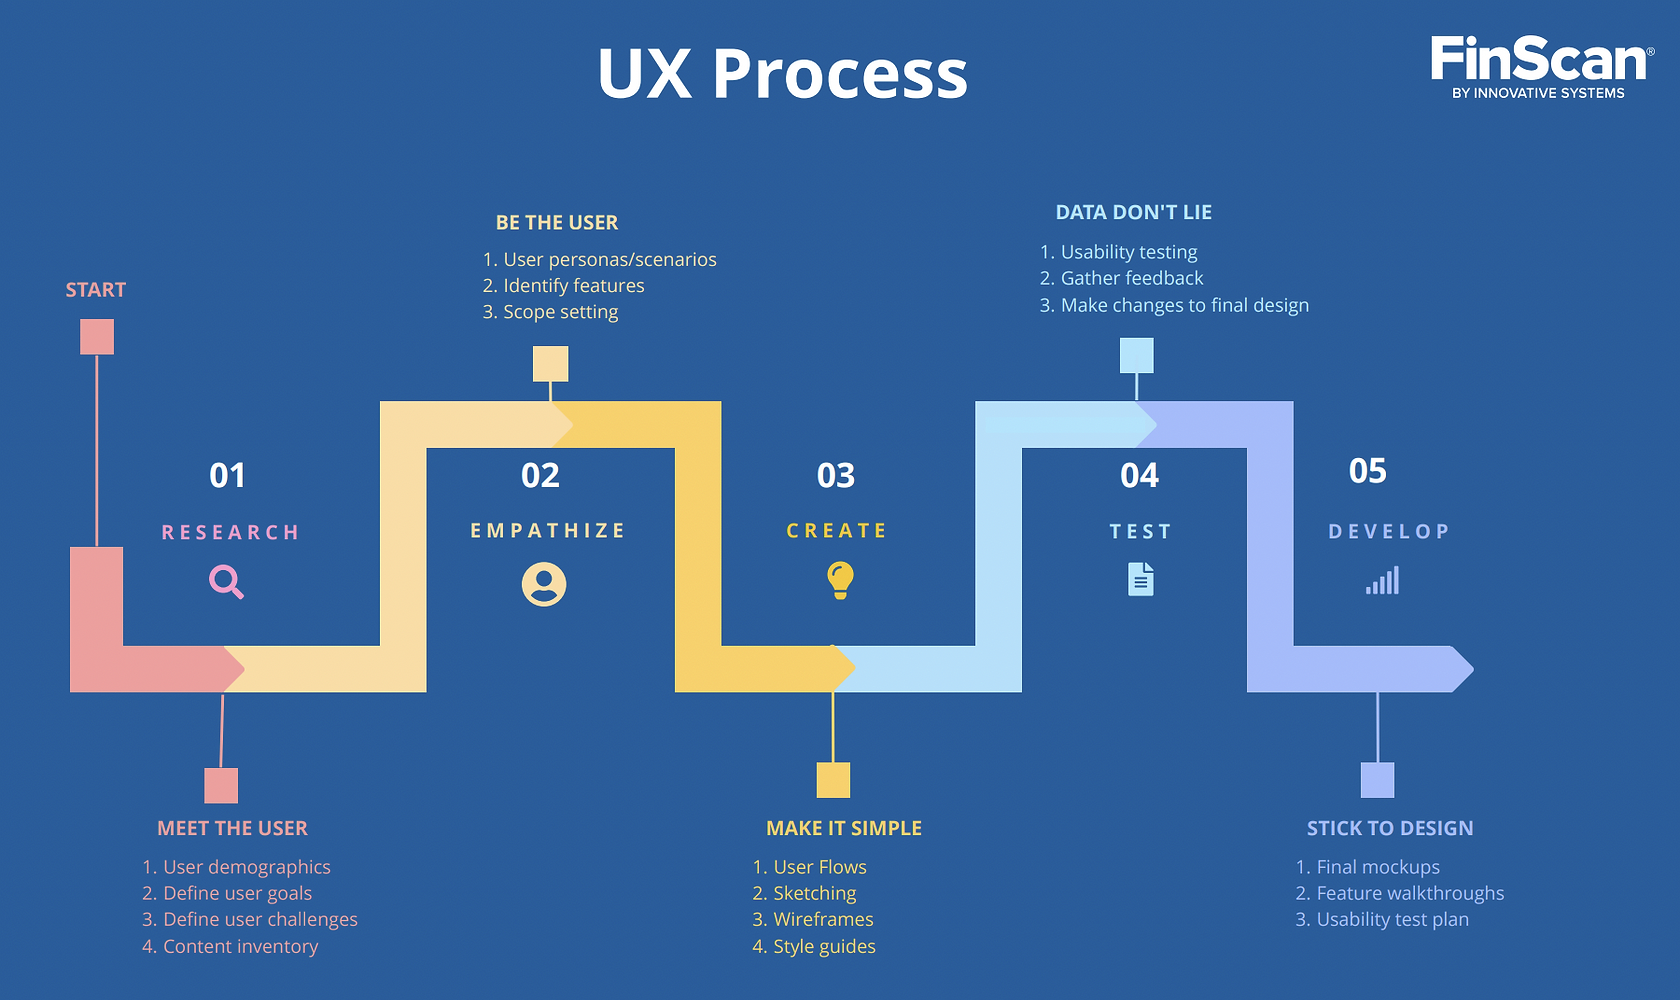 UX Process
FinScan®
BY INNOVATIVE SYSTEMS
START
BE THE USER
1. User personas/scenarios
2. Identify features
3. Scope setting
DATA DON'T LIE
1. Usability testing
2. Gather feedback
3. Make changes to final design
01
RESEARCH
02
EMPATHIZE
03
CREATE
04
TEST
05
DEVELOP
MEET THE USER
1. User demographics
2. Define user goals
3. Define user challenges
4. Content inventory
MAKE IT SIMPLE
1. User Flows
2. Sketching
3. Wireframes
4. Style guides
STICK TO DESIGN
1. Final mockups
2. Feature walkthroughs
3. Usability test plan